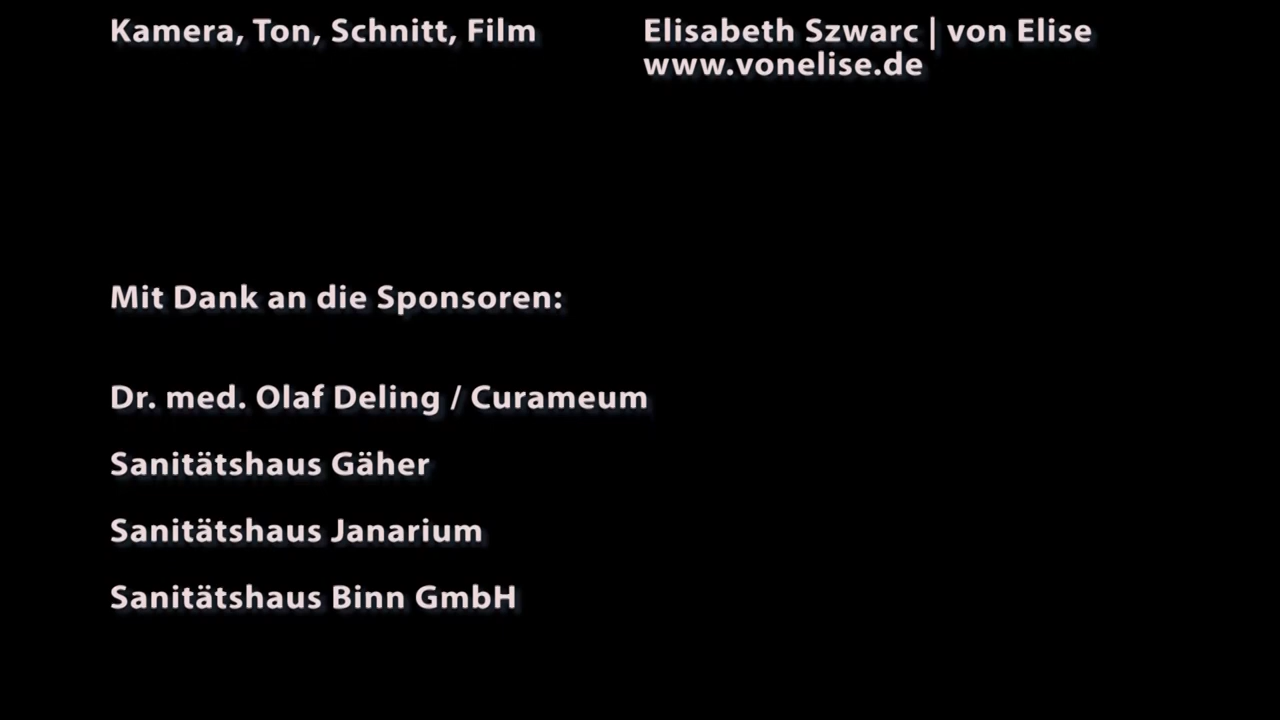 Kamera, Ton, Schnitt, Film
Elisabeth Szwarc | von Elise
www.vonelise.de
Mit Dank an die Sponsoren:
Dr. med. Olaf Deling / Curameum
Sanitätshaus Gäher
Sanitätshaus Janarium
Sanitätshaus Binn GmbH